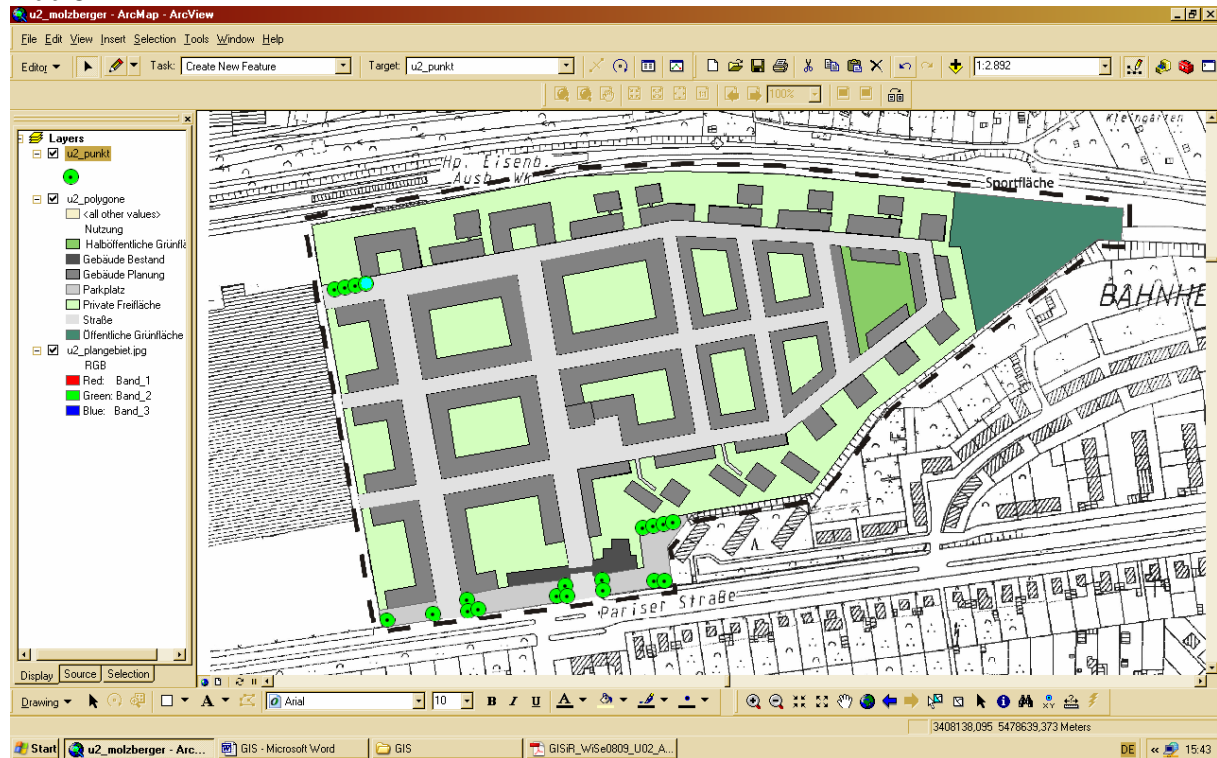 u2_molzberger - ArcMap - ArcView
File Edit View Insert Selection Tools Window Help
Editor Task: Create New Feature Target: u2_punkt 1:2.892
100%
Layers
u2_punkt
u2_polygone
<all other values>
Nutzung
Halböffentliche Grünflä
Gebäude Bestand
Gebäude Planung
Parkplatz
Private Freifläche
Straße
Öffentliche Grünfläche
u2_plangebiet.jpg
RGB
Red: Band_1
Green: Band_2
Blue: Band_3
Kleingärten
Hp. Eisenb.
Ausb. Wk
Sportfläche
BAHNHE
Pariser Straße
Display Source Selection
Drawing A Arial 10 B I U A
3408138,095 5478639,373 Meters
Start u2_molzberger - Arc... GIS - Microsoft Word GIS GISiR_WiSe0809_U02_A... DE « 15:43